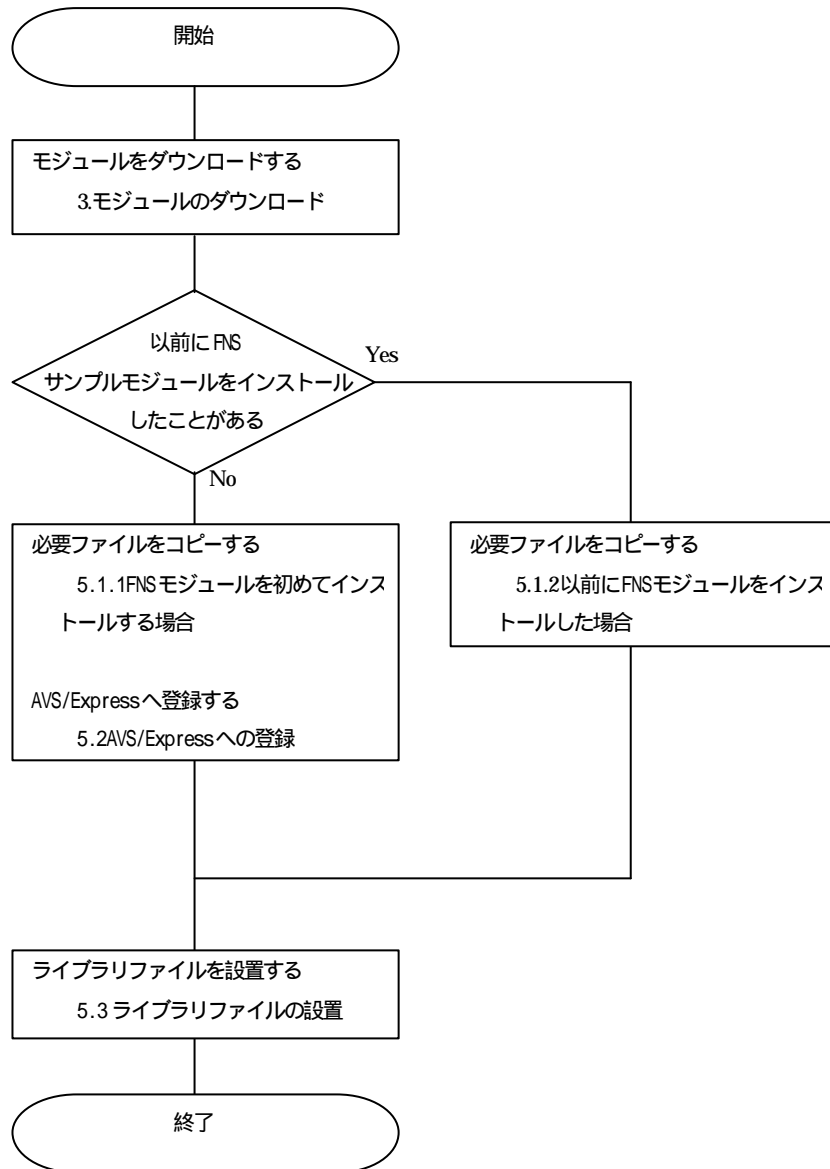 開始
モジュールをダウンロードする
3.モジュールのダウンロード
以前に FNS
サンプルモジュールをインストール
したことがある
Yes
No
必要ファイルをコピーする
5.1.1FNSモジュールを初めてインス
トールする場合
AVS/Expressへ登録する
5.2AVS/Expressへの登録
必要ファイルをコピーする
5.1.2以前にFNSモジュールをインス
トールした場合
ライブラリファイルを設置する
5.3 ライブラリファイルの設置
終了